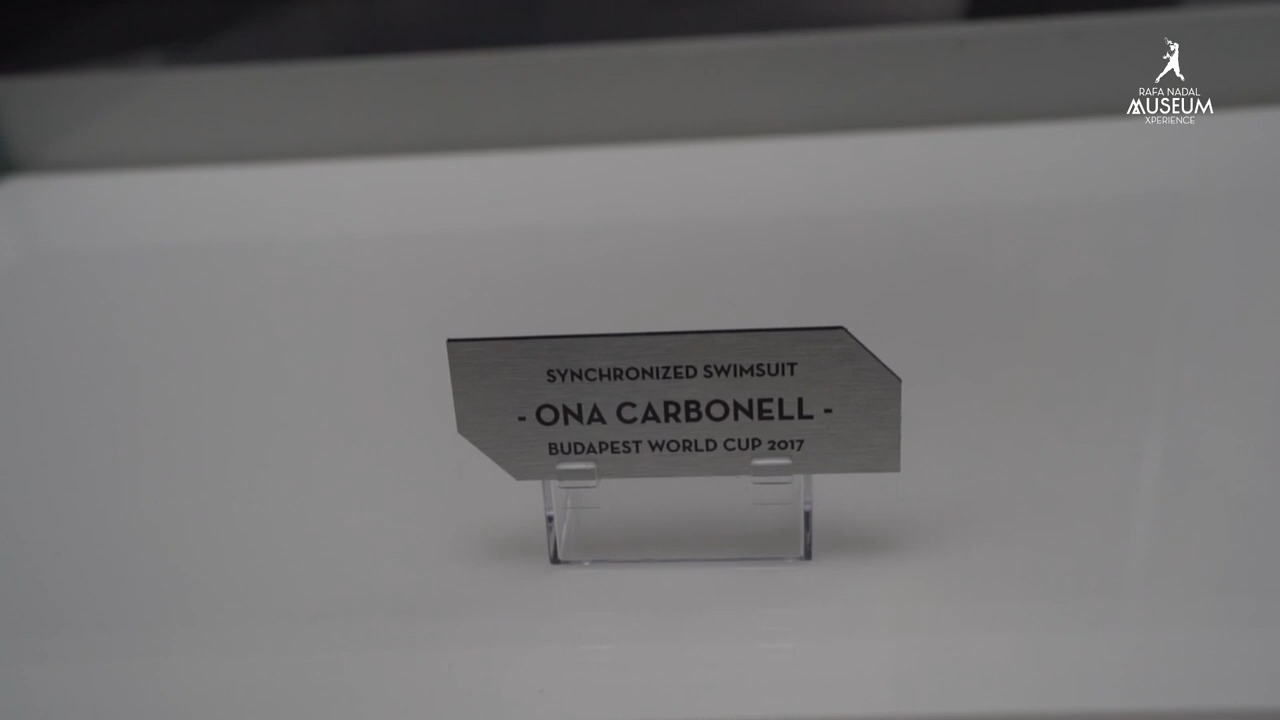 RAFA NADAL
MUSEUM
XPERIENCE
SYNCHRONIZED SWIMSUIT
- ONA CARBONELL -
BUDAPEST WORLD CUP 2017